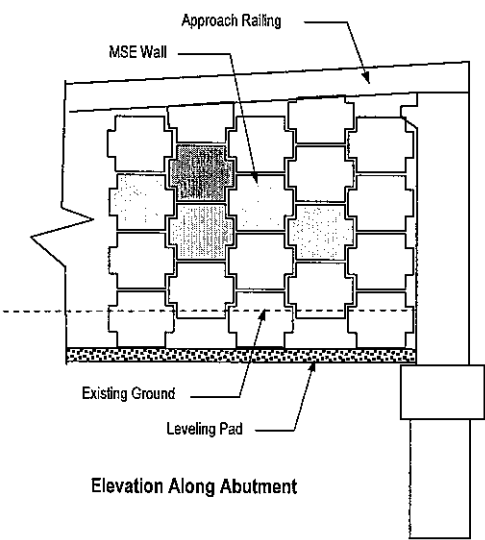 Approach Railing
MSE Wall
Existing Ground
Leveling Pad
Elevation Along Abutment